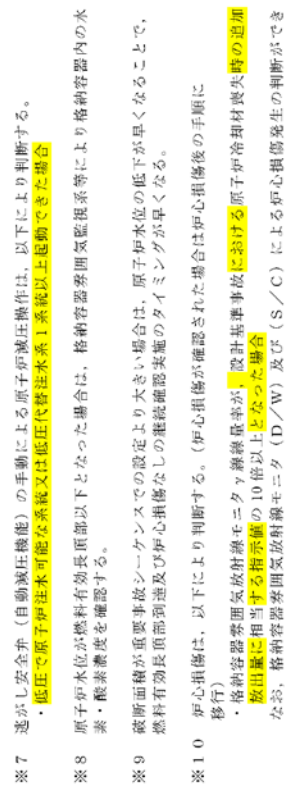 ※7 逃がし安全弁（自動減圧機能）の手動による原子炉減圧操作は，以下により判断する。
・低圧で原子炉注水可能な系統又は低圧代替注水系1系統以上起動できた場合
※8 原子炉水位が燃料有効長頂部以下となった場合は，格納容器雰囲気監視系等により格納容器内の水
素・酸素濃度を確認する。
※9 破断面積が重要事故シーケンスでの設定より大きい場合は，原子炉水位の低下が早くなることで，
燃料有効長頂部到達及び炉心損傷なしの継続確認実施のタイミングが早くなる。
※10 炉心損傷は，以下により判断する。（炉心損傷が確認された場合は炉心損傷後の手順に
移行）
・格納容器雰囲気放射線モニタγ線線量率が，設計基準事故における原子炉冷却材喪失時の追加
放出量に相当する指示値の10倍以上となった場合
なお，格納容器雰囲気放射線モニタ（D／W）及び（S／C）による炉心損傷発生の判断ができ